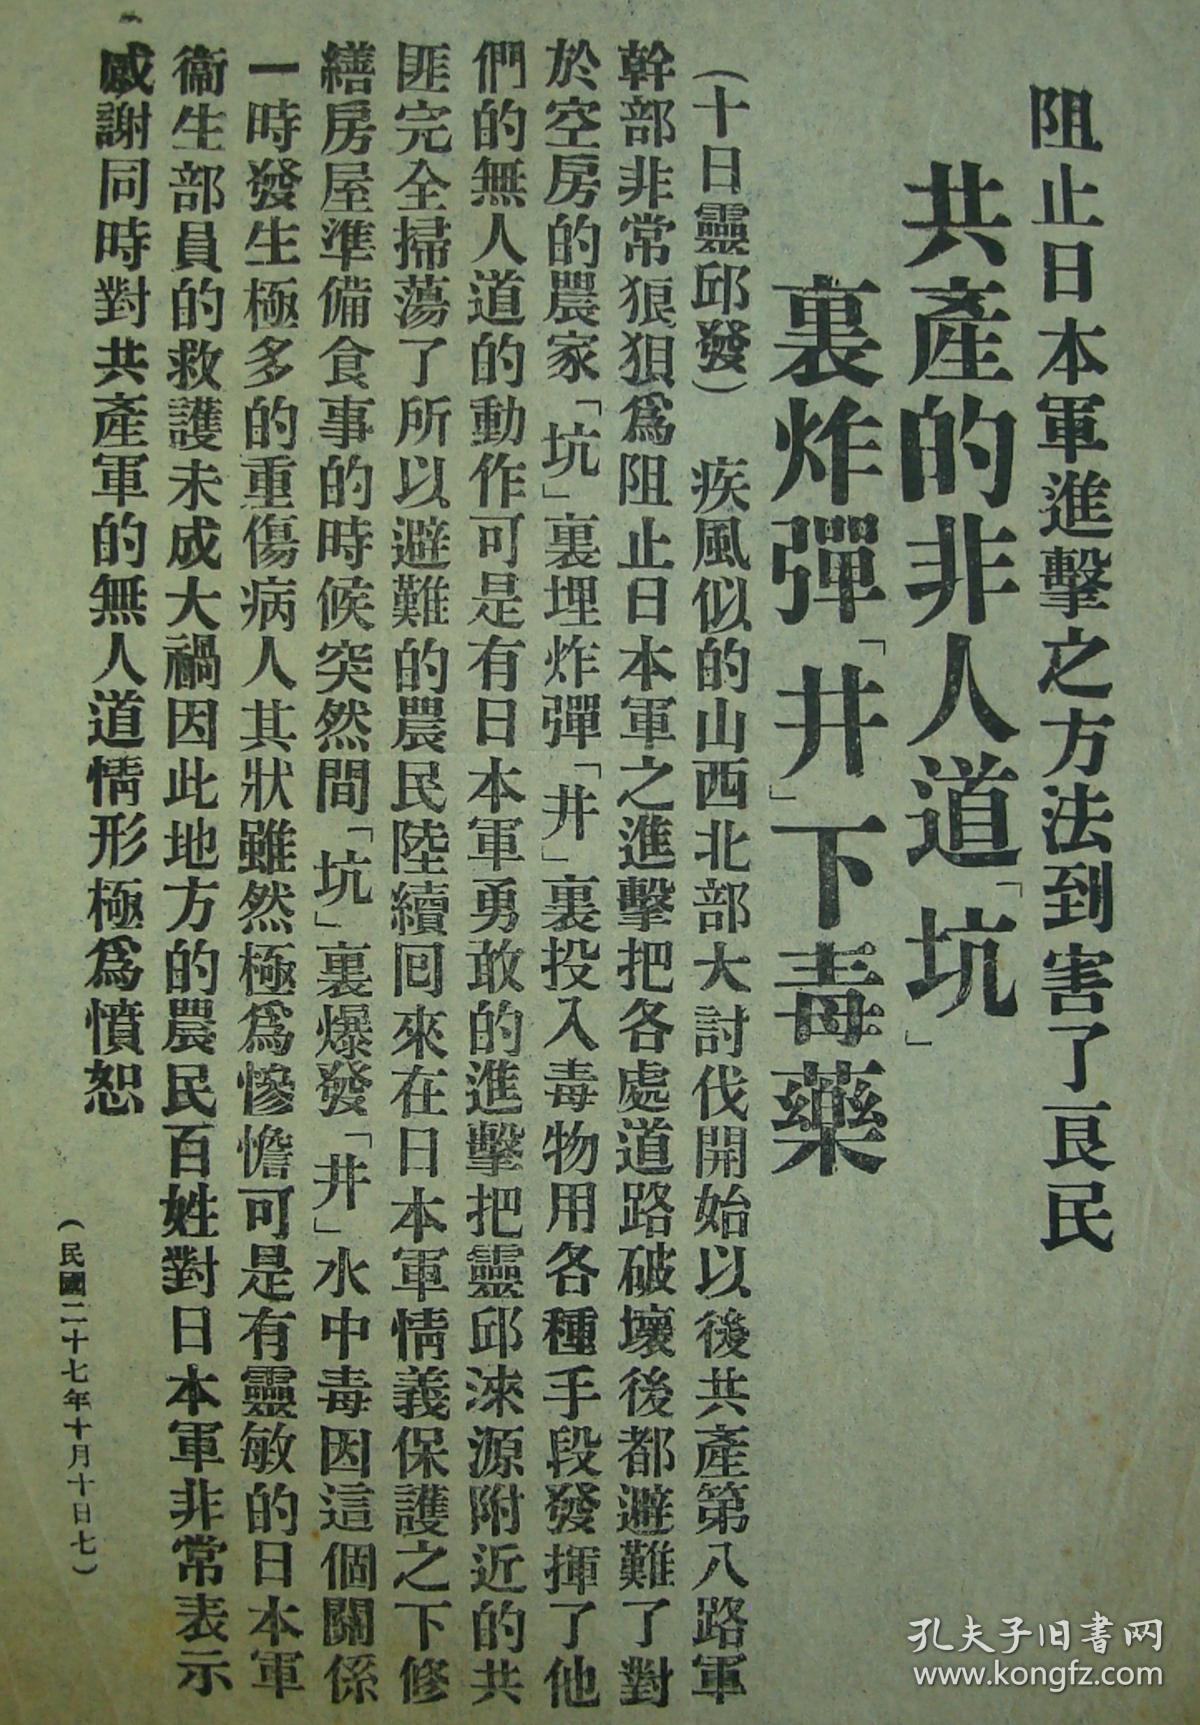 阻止日本軍進擊之方法到害了良民
共產的非人道「坑」
裏炸彈「井」下毒藥
(十日靈邱發) 疾風似的山西北部大討伐開始以後共產第八路軍
幹部非常狼狽爲阻止日本軍之進擊把各處道路破壞後都避難了對
於空房的農家「坑」裏埋炸彈「井」裏投入毒物用各種手段發揮了他
們的無人道的動作可是有日本軍勇敢的進擊把靈邱淶源附近的共
匪完全掃蕩了所以避難的農民陸續囘來在日本軍情義保護之下修
繕房屋準備食事的時候突然間「坑」裏爆發「井」水中毒因這個關係
一時發生極多的重傷病人其狀雖然極爲慘憺可是有靈敏的日本軍
衞生部員的救護未成大禍因此地方的農民百姓對日本軍非常表示
感謝同時對共產軍的無人道情形極爲憤恕
(民國二十七年十月十日七)
孔夫子旧書网
www.kongfz.com